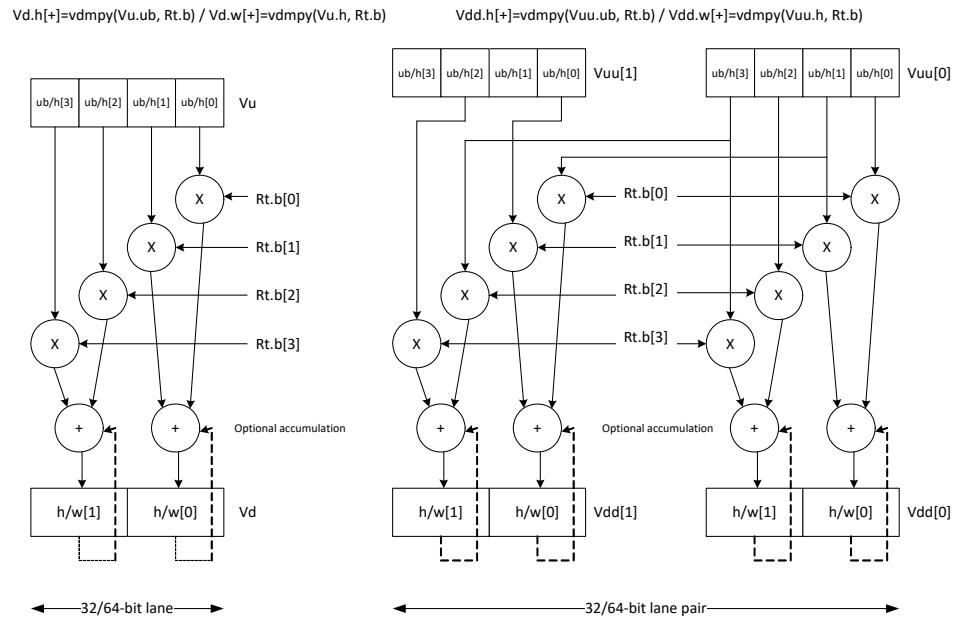 Vd.h[+]=vdmpy(Vu.ub, Rt.b) / Vd.w[+]=vdmpy(Vu.h, Rt.b)
Vdd.h[+]=vdmpy(Vuu.ub, Rt.b) / Vdd.w[+]=vdmpy(Vuu.h, Rt.b)
ub/h[3] ub/h[2] ub/h[1] ub/h[0] Vuu[1] ub/h[3] ub/h[2] ub/h[1] ub/h[0] Vuu[0]
ub/h[3] ub/h[2] ub/h[1] ub/h[0] Vu
X Rt.b[0] X Rt.b[0] X
X Rt.b[1] X Rt.b[1] X
X Rt.b[2] X Rt.b[2] X
X Rt.b[3] X Rt.b[3] X
+ + Optional accumulation + + Optional accumulation + +
h/w[1] h/w[0] Vd h/w[1] h/w[0] Vdd[1] h/w[1] h/w[0] Vdd[0]
32/64-bit lane 32/64-bit lane pair